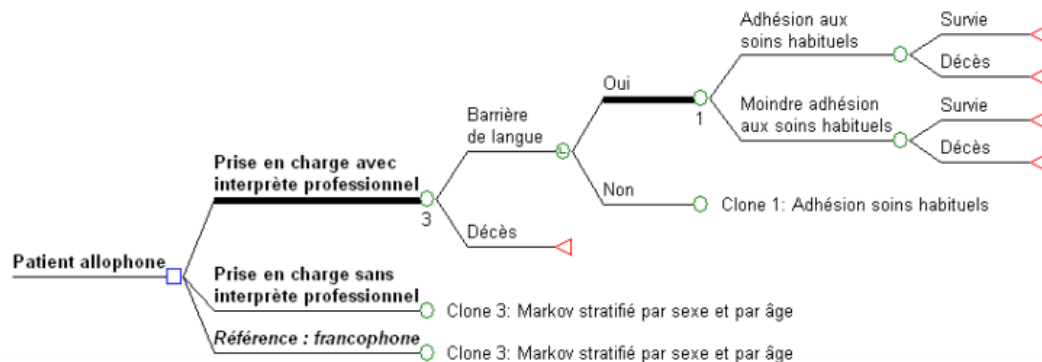 Patient allophone
Prise en charge avec
interprète professionnel
3
Barrière
de langue
Oui
1
Adhésion aux
soins habituels
Survie
Décès
Moindre adhésion
aux soins habituels
Survie
Décès
Non
Clone 1: Adhésion soins habituels
Décès
Prise en charge sans
interprète professionnel
Clone 3: Markov stratifié par sexe et par âge
Référence : francophone
Clone 3: Markov stratifié par sexe et par âge